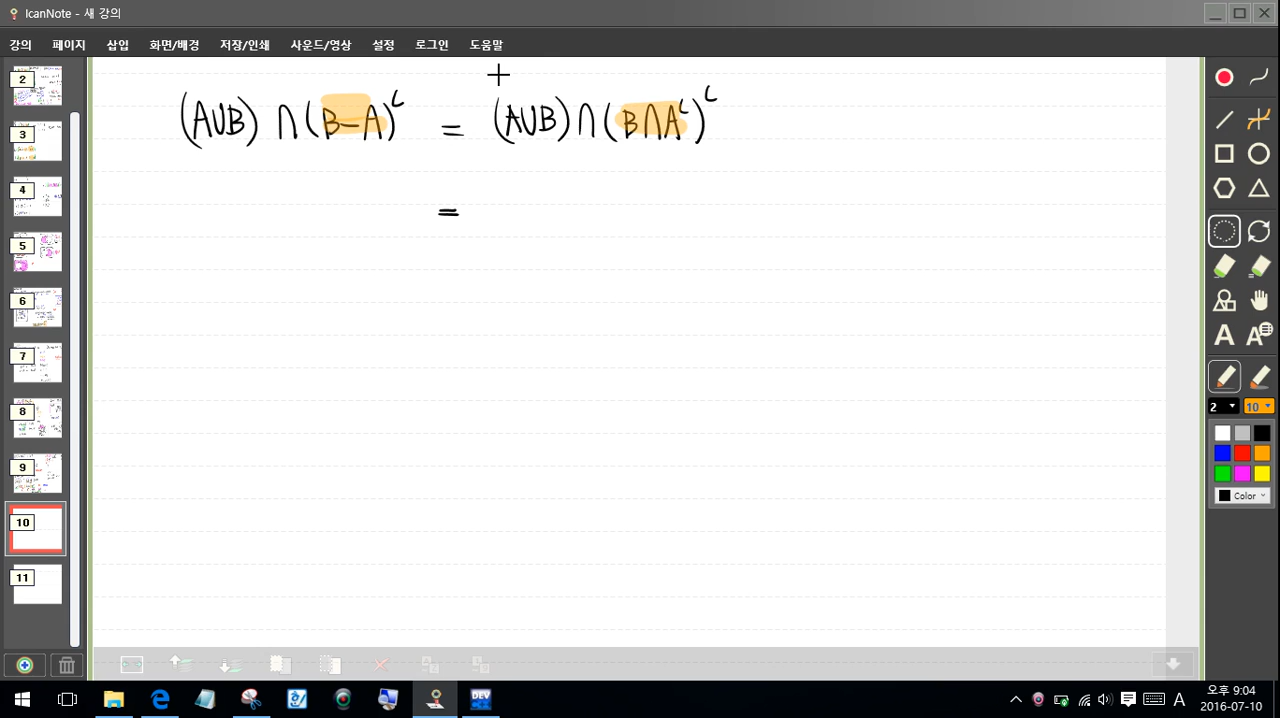 IcanNote - 새 강의
강의 페이지 삽입 화면/배경 저장/인쇄 사운드/영상 설정 로그인 도움말
(A∪B) ∩ (B-A)ᶜ = (A∪B) ∩ (B∩Aᶜ)ᶜ
=
2
3
4
5
6
7
8
9
10
11
A A
2 10
Color
DEV
A 오후 9:04
2016-07-10